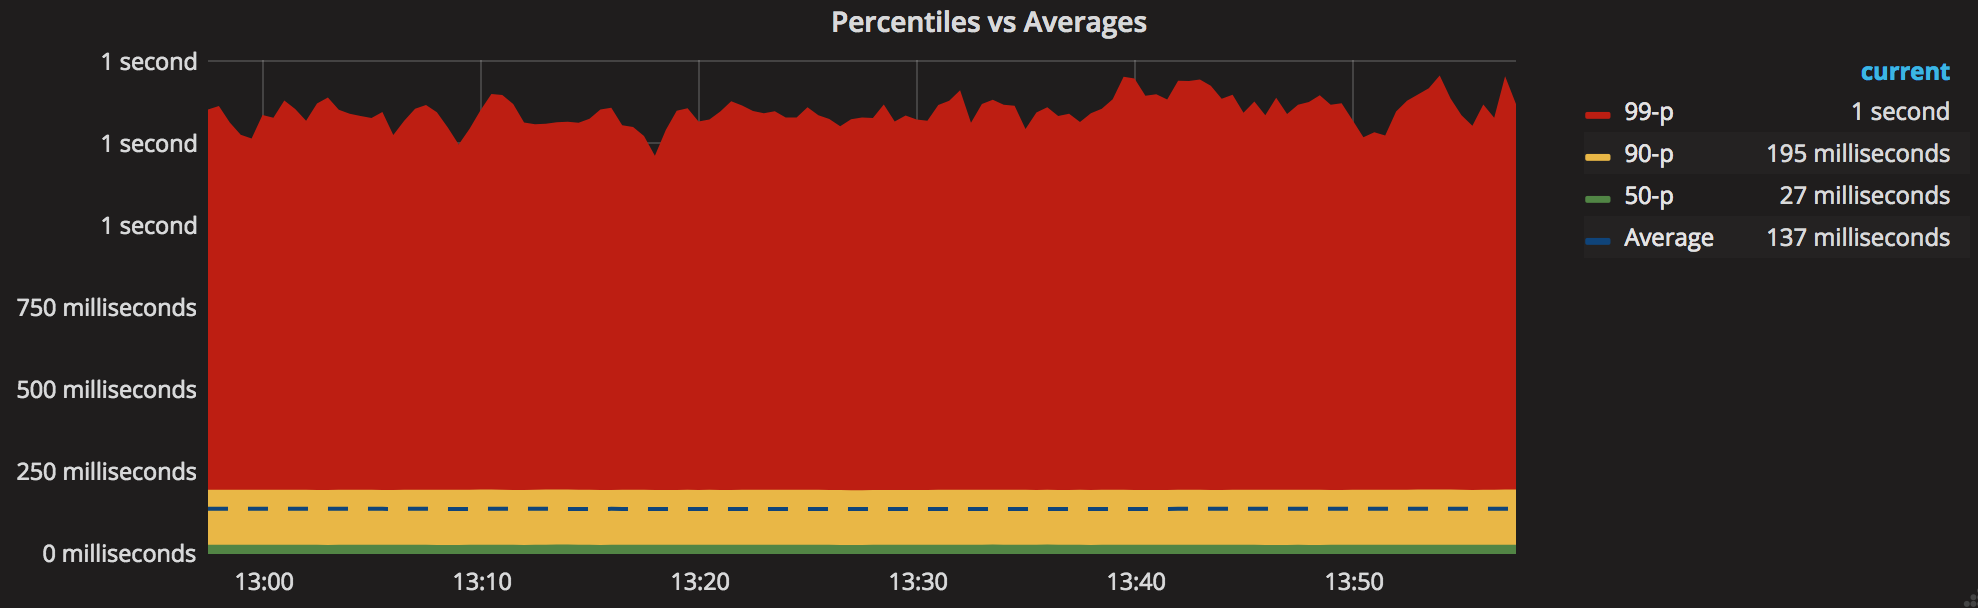 Percentiles vs Averages
1 second
1 second
1 second
750 milliseconds
500 milliseconds
250 milliseconds
0 milliseconds
13:00 13:10 13:20 13:30 13:40 13:50
current
99-p 1 second
90-p 195 milliseconds
50-p 27 milliseconds
Average 137 milliseconds